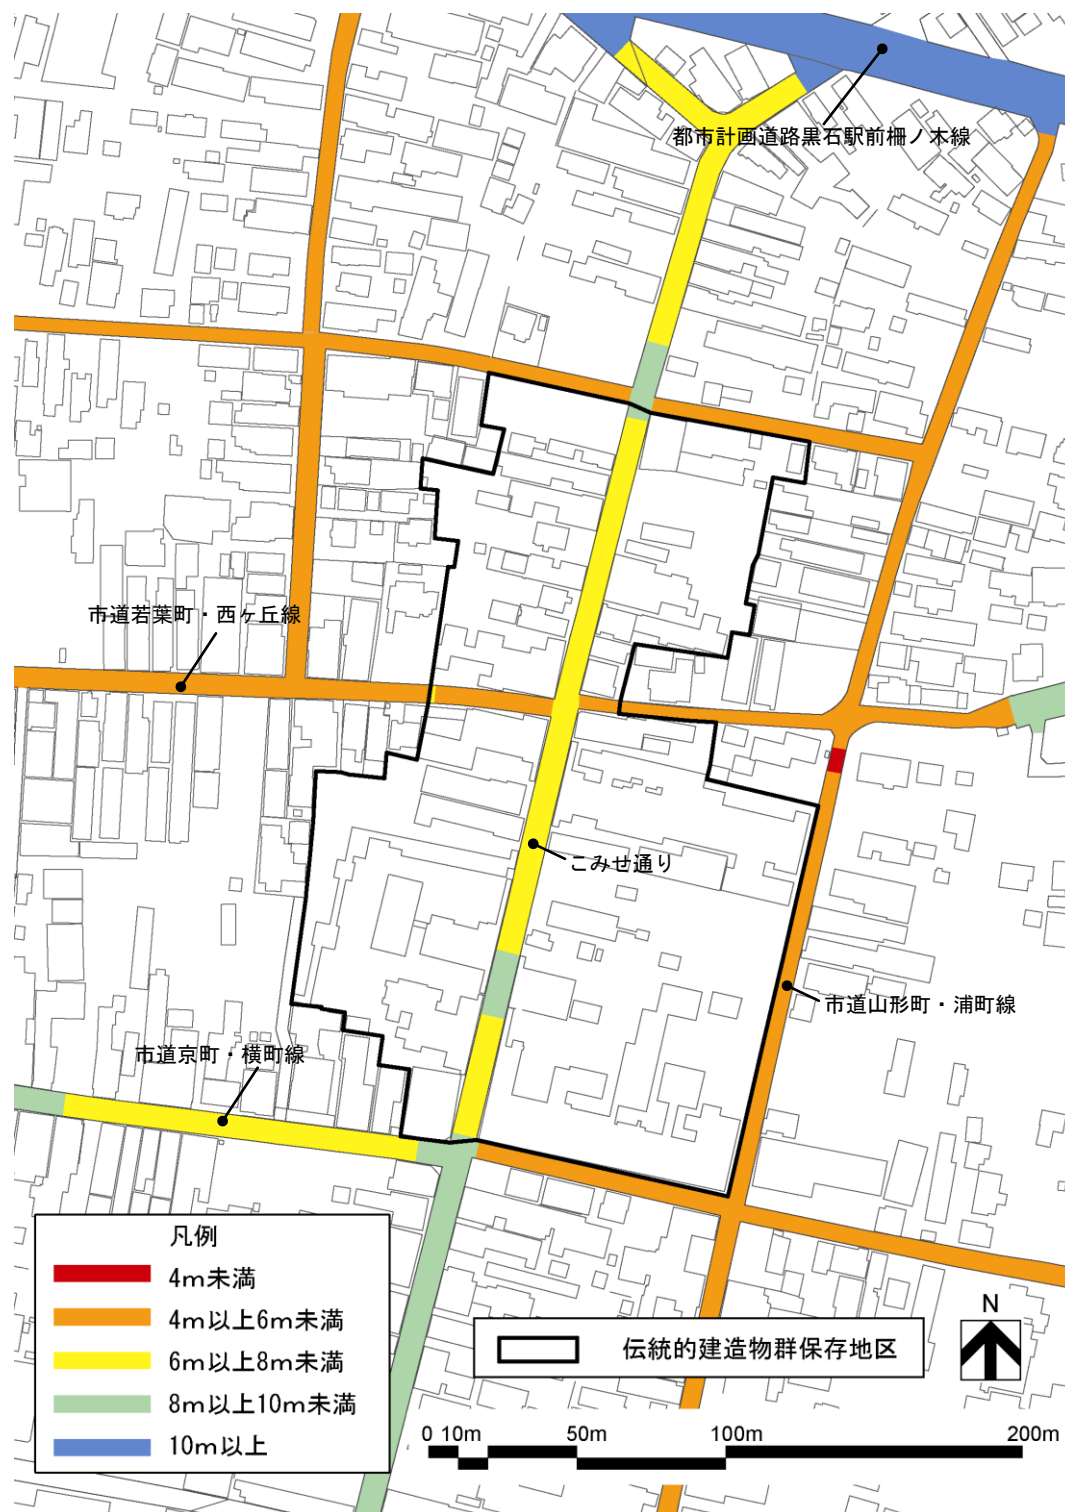 都市計画道路黒石駅前柵ノ木線
市道若葉町・西ヶ丘線
こみせ通り
市道山形町・浦町線
市道京町・横町線
凡例
4m未満
4m以上6m未満
6m以上8m未満
8m以上10m未満
10m以上
伝統的建造物群保存地区
N
0 10m 50m 100m 200m